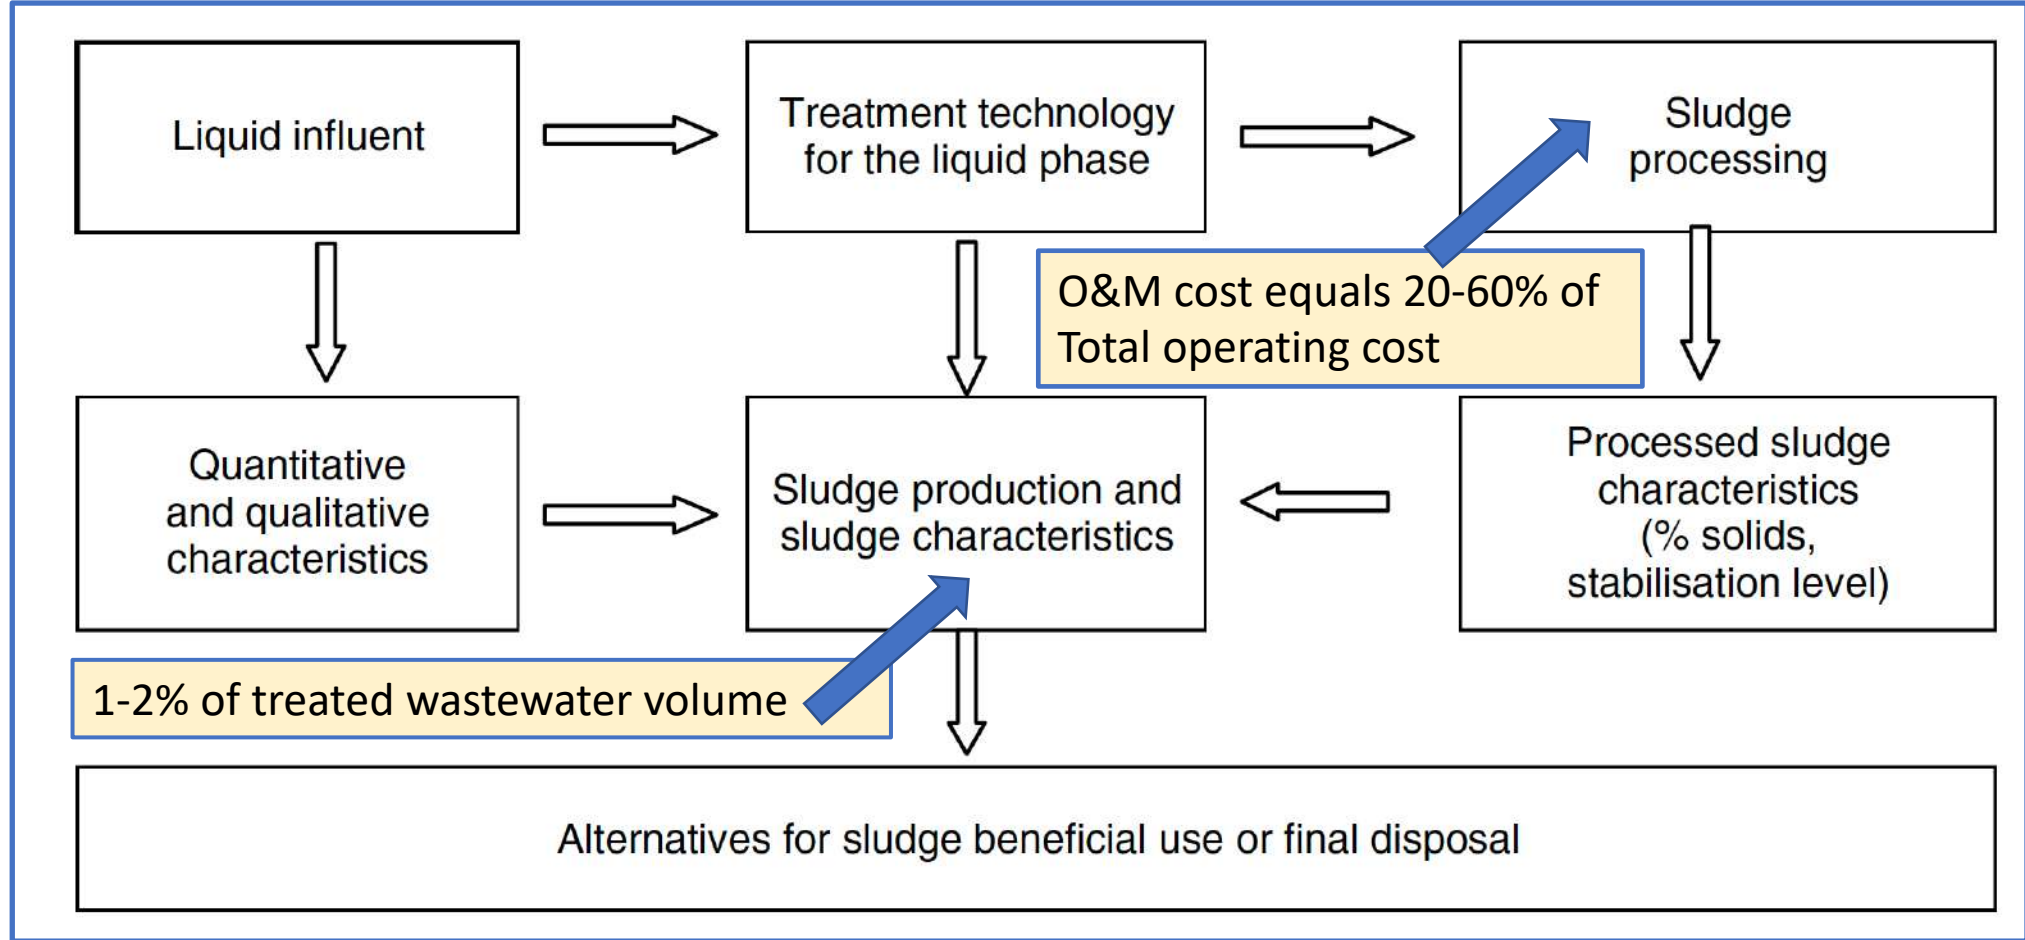 Liquid influent
Treatment technology
for the liquid phase
Sludge
processing
O&M cost equals 20-60% of
Total operating cost
Quantitative
and qualitative
characteristics
Sludge production and
sludge characteristics
Processed sludge
characteristics
(% solids,
stabilisation level)
1-2% of treated wastewater volume
Alternatives for sludge beneficial use or final disposal